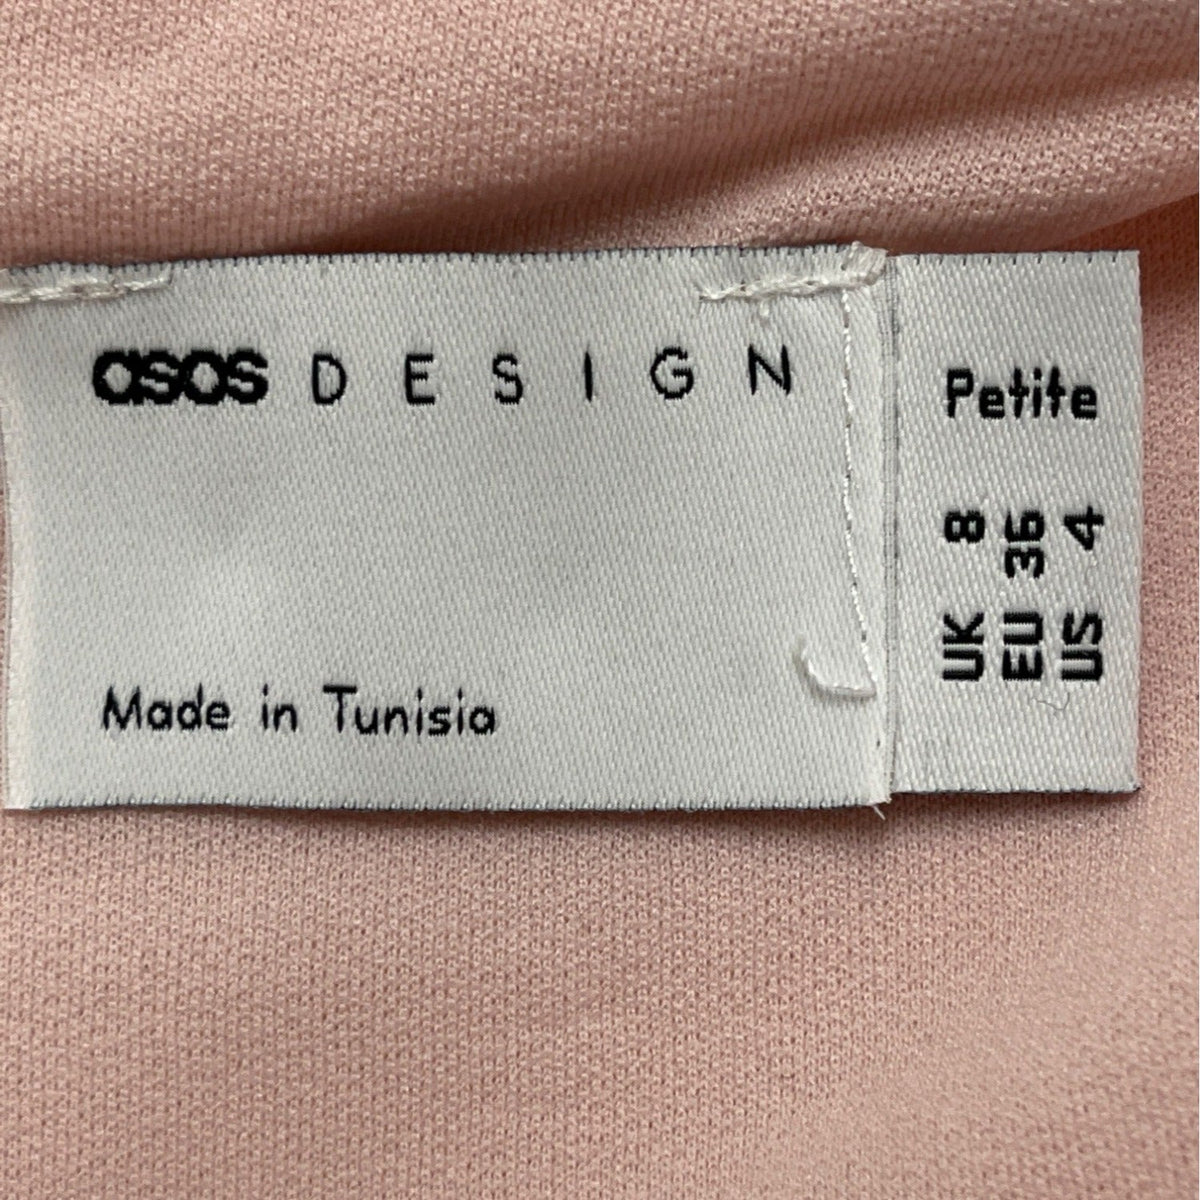 asos DESIGN
Made in Tunisia
Petite
UK 8
EU 36
US 4